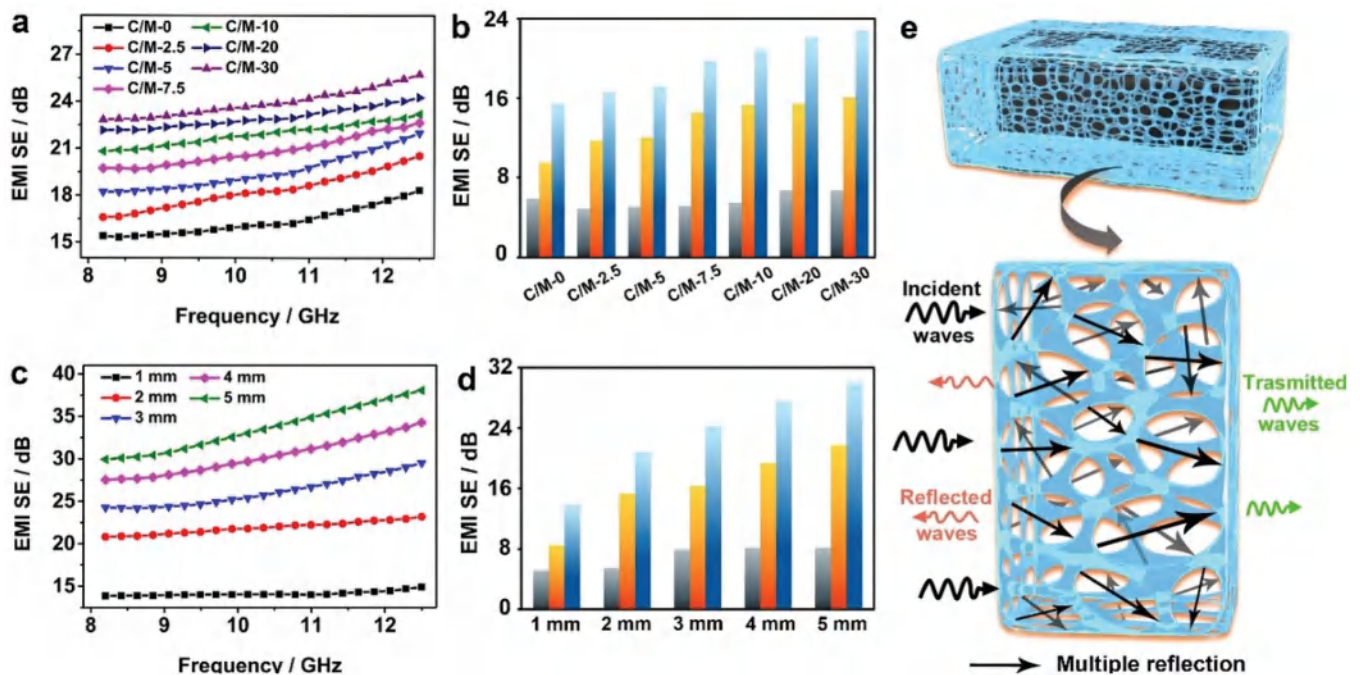 a
C/M-0
C/M-10
C/M-2.5
C/M-20
C/M-5
C/M-30
C/M-7.5
EMI SE / dB
27
24
21
18
15
8
9
10
11
12
Frequency / GHz
b
EMI SE / dB
24
16
8
0
C/M-0
C/M-2.5
C/M-5
C/M-7.5
C/M-10
C/M-20
C/M-30
c
1 mm
4 mm
2 mm
5 mm
3 mm
EMI SE / dB
40
35
30
25
20
15
8
9
10
11
12
Frequency / GHz
d
EMI SE / dB
32
24
16
8
0
1 mm
2 mm
3 mm
4 mm
5 mm
e
Incident
waves
Trasmitted
waves
Reflected
waves
Multiple reflection